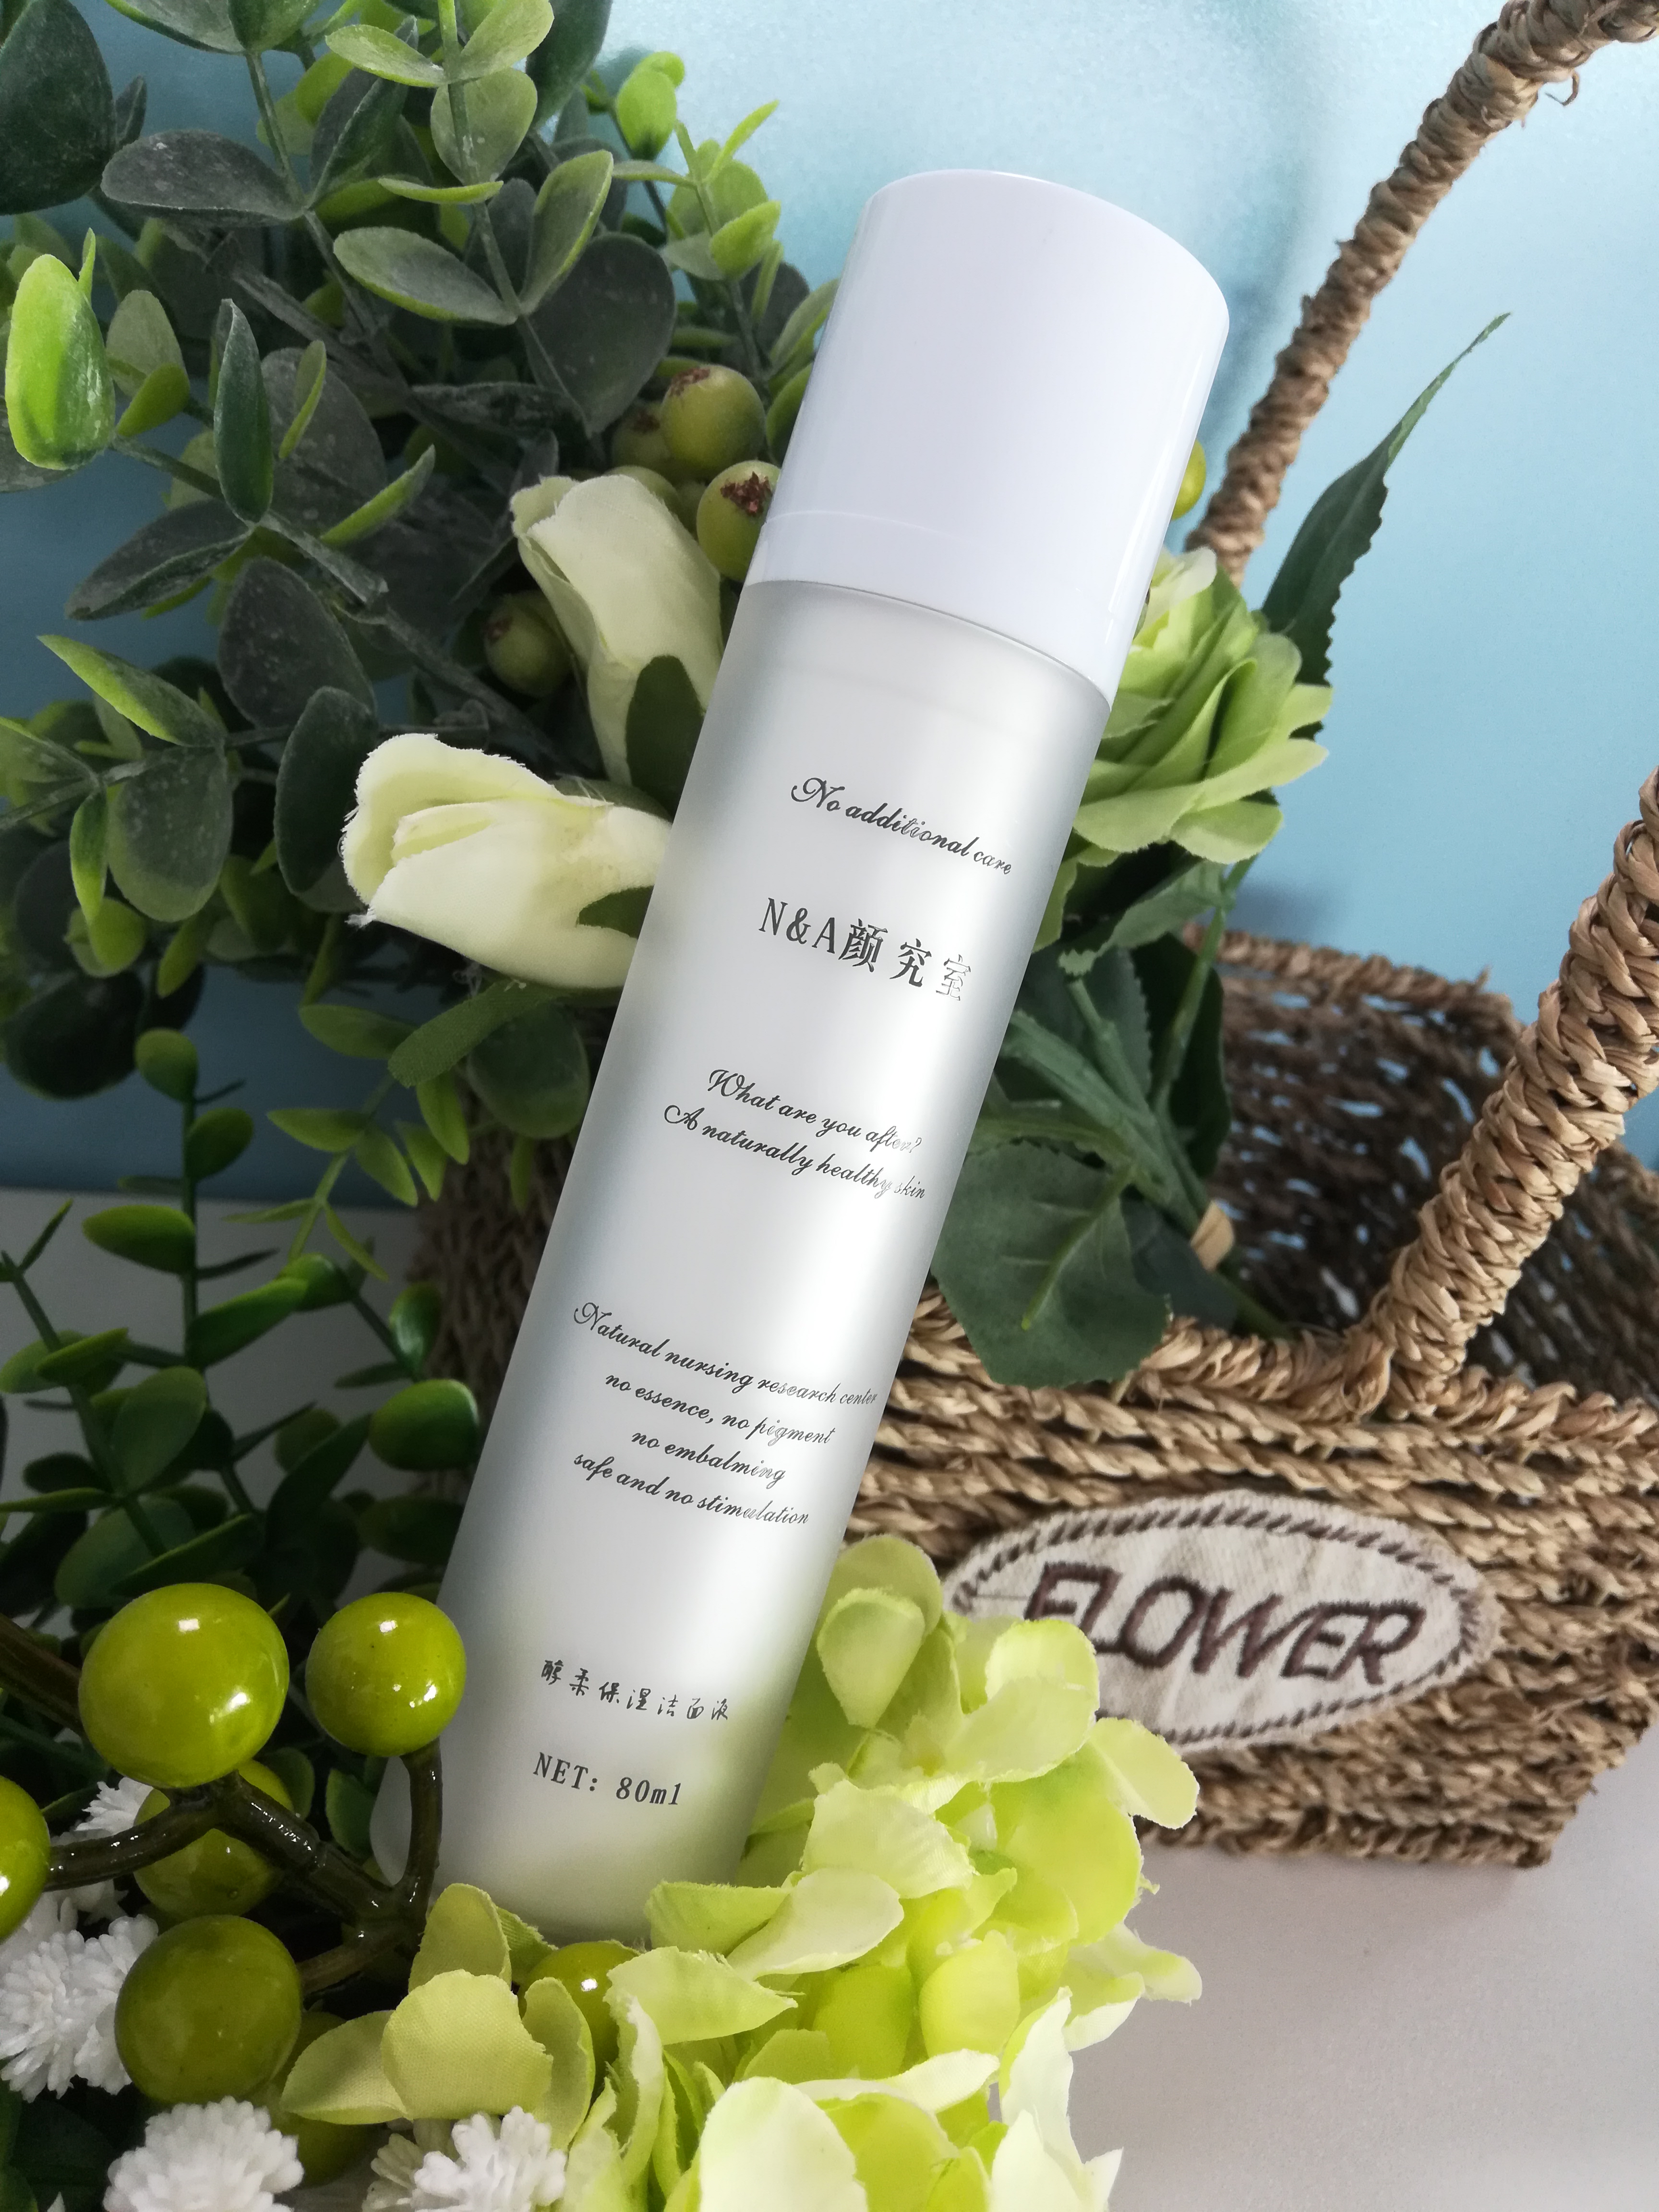 No additional care
N&A颜究室
What are you after?
A naturally healthy skin
Natural nursing research center
no essence, no pigment
no embalming
safe and no stimulation
醇柔保湿洁面液
NET: 80ml
FLOWER